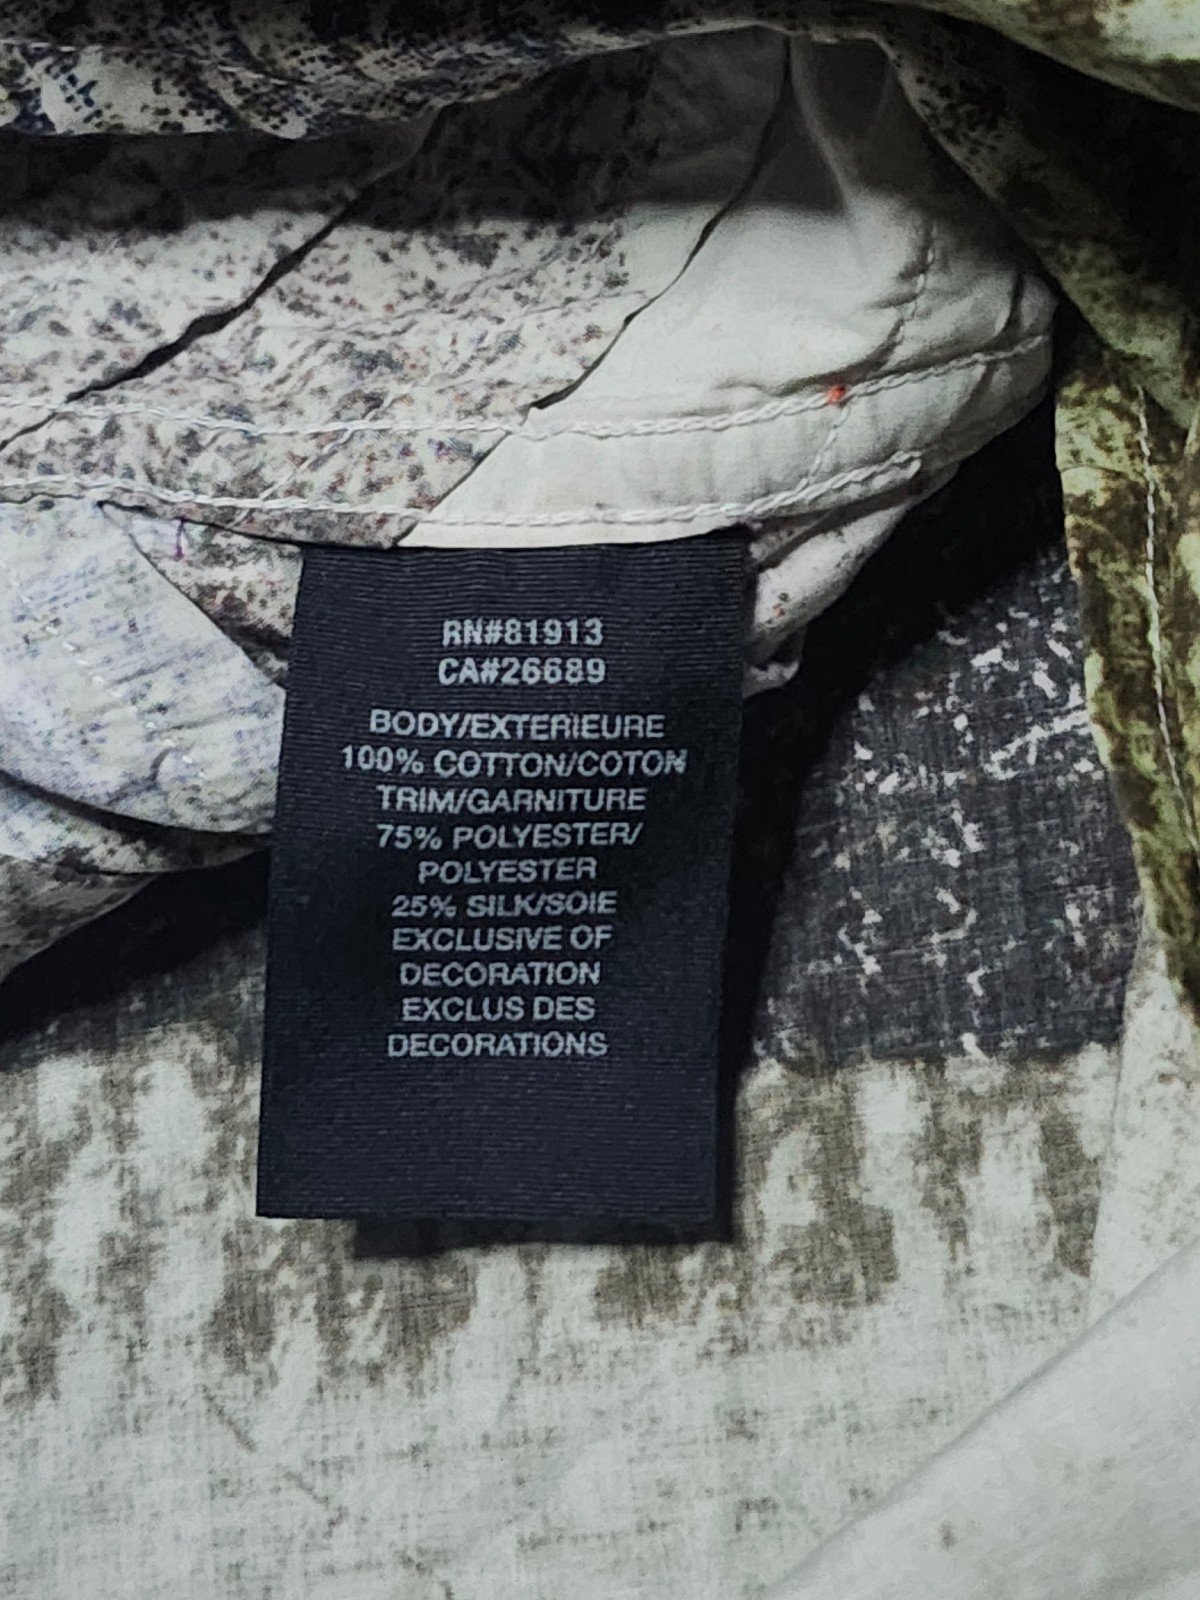 RN#81913
CA#26689
BODY/EXTERIEURE
100% COTTON/COTON
TRIM/GARNITURE
75% POLYESTER/
POLYESTER
25% SILK/SOIE
EXCLUSIVE OF
DECORATION
EXCLUS DES
DECORATIONS